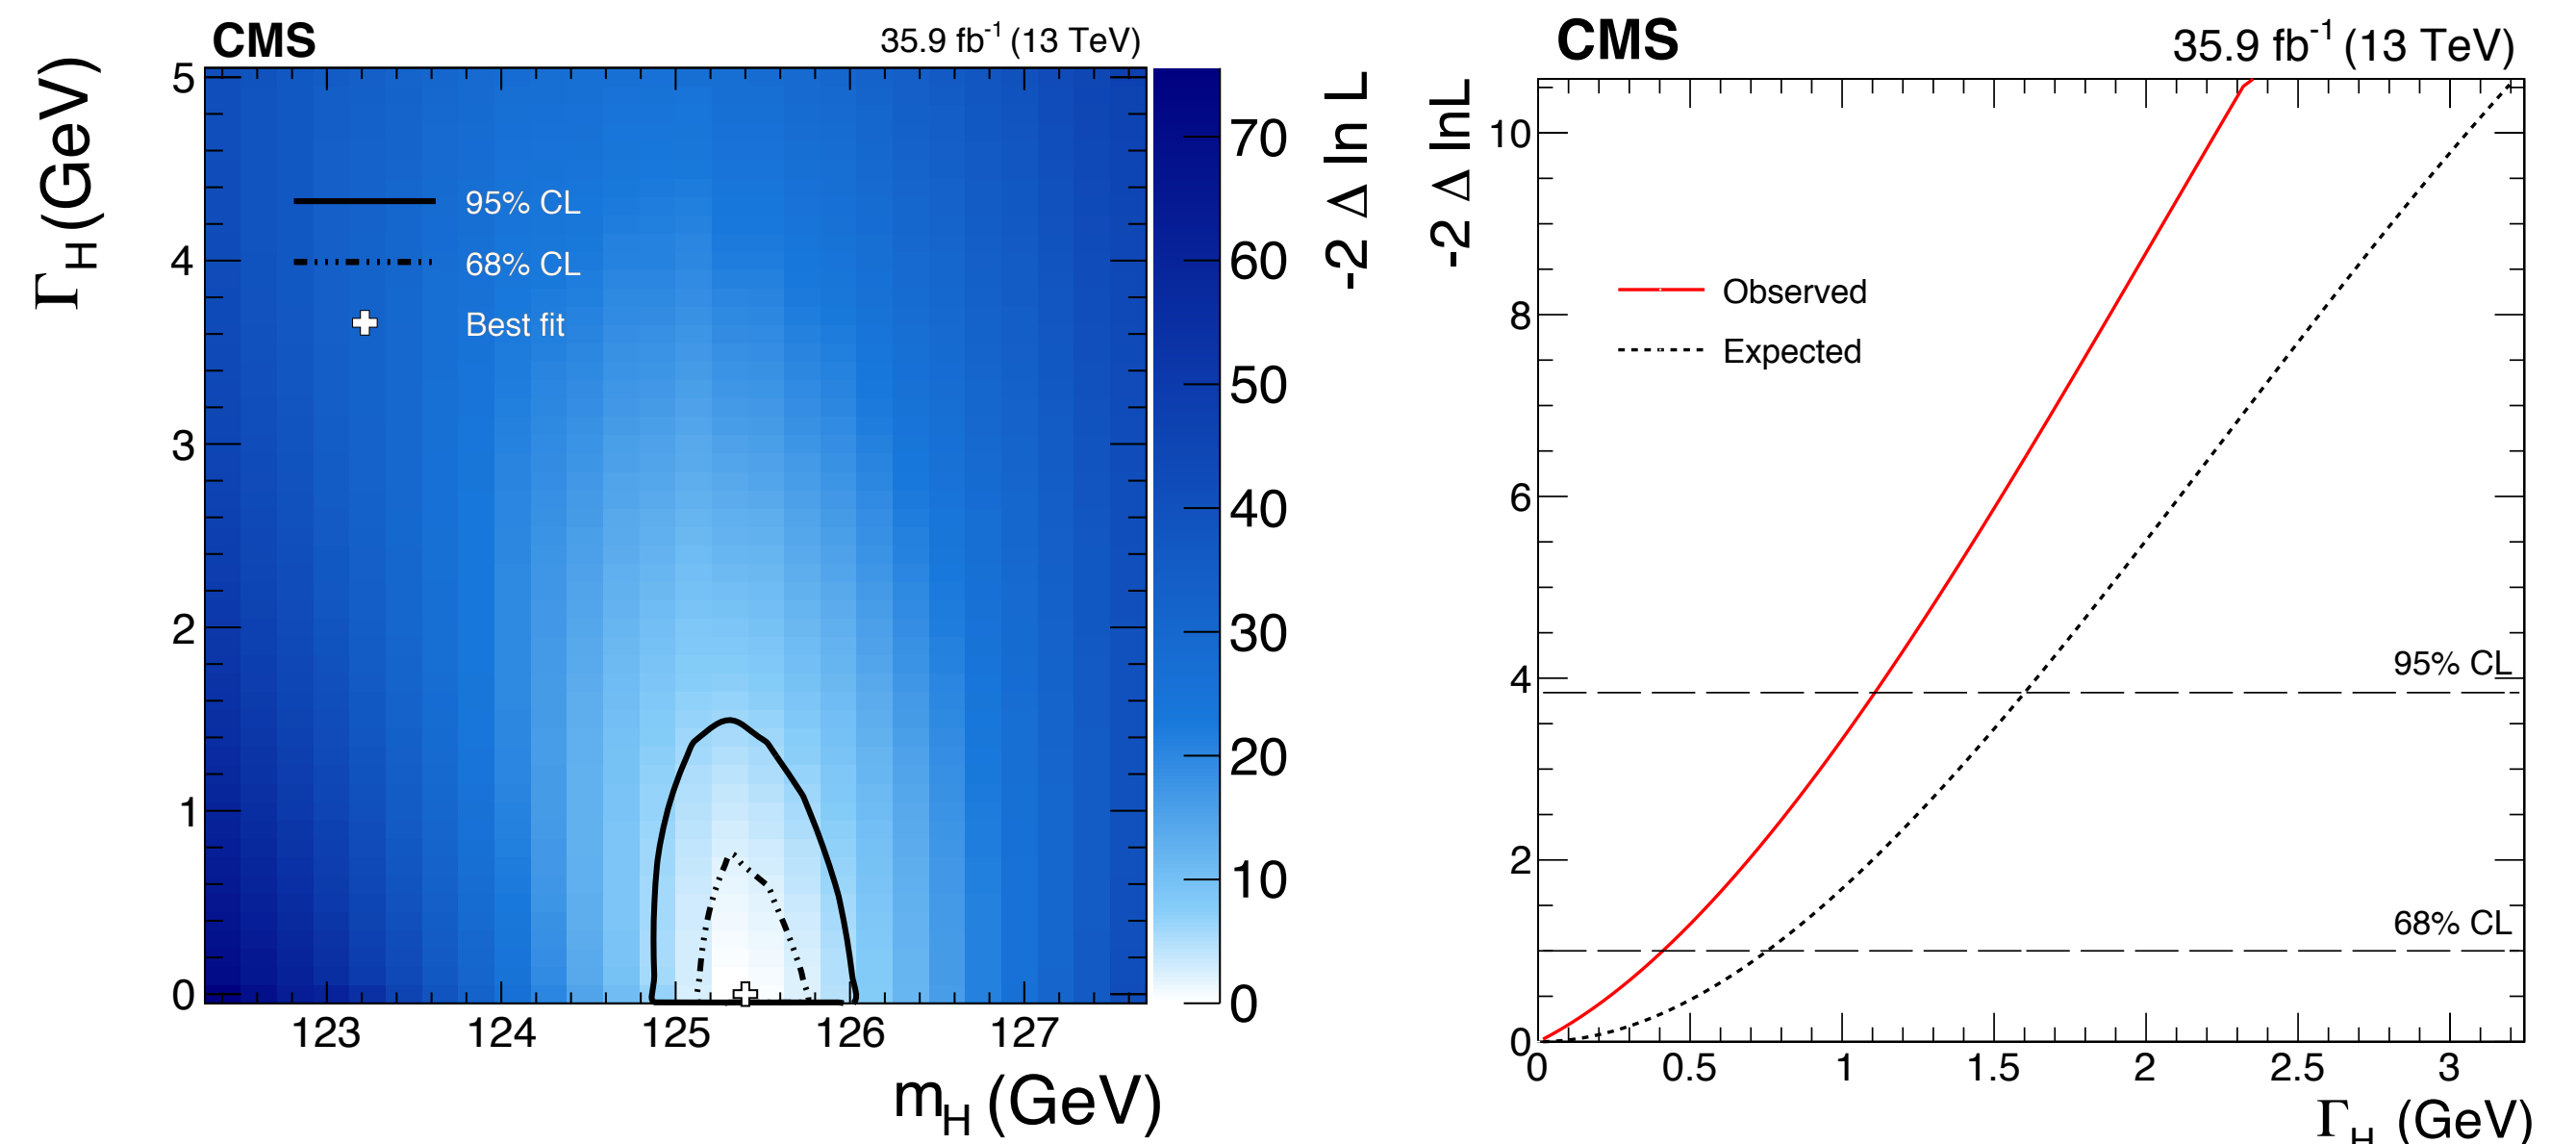 CMS
35.9 fb-1 (13 TeV)
Γ H (GeV)
5
4
3
2
1
0
95% CL
68% CL
Best fit
123 124 125 126 127
mH (GeV)
70
60
50
40
30
20
10
0
-2 Δ ln L
CMS
35.9 fb-1 (13 TeV)
-2 Δ lnL
10
8
6
4
2
0
Observed
Expected
95% CL
68% CL
0 0.5 1 1.5 2 2.5 3
ΓH (GeV)